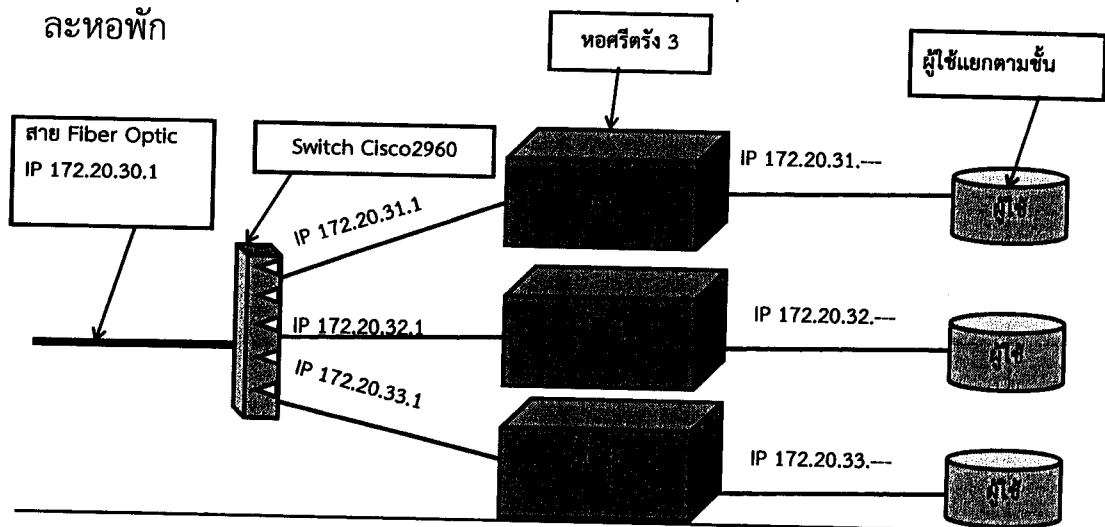 ละหอพัก
หอศรีตรัง 3
ผู้ใช้แยกตามชั้น
สาย Fiber Optic
IP 172.20.30.1
Switch Cisco2960
IP 172.20.31.1
IP 172.20.31.---
ผู้ใช้
IP 172.20.32.1
IP 172.20.32.---
ผู้ใช้
IP 172.20.33.1
IP 172.20.33.---
ผู้ใช้